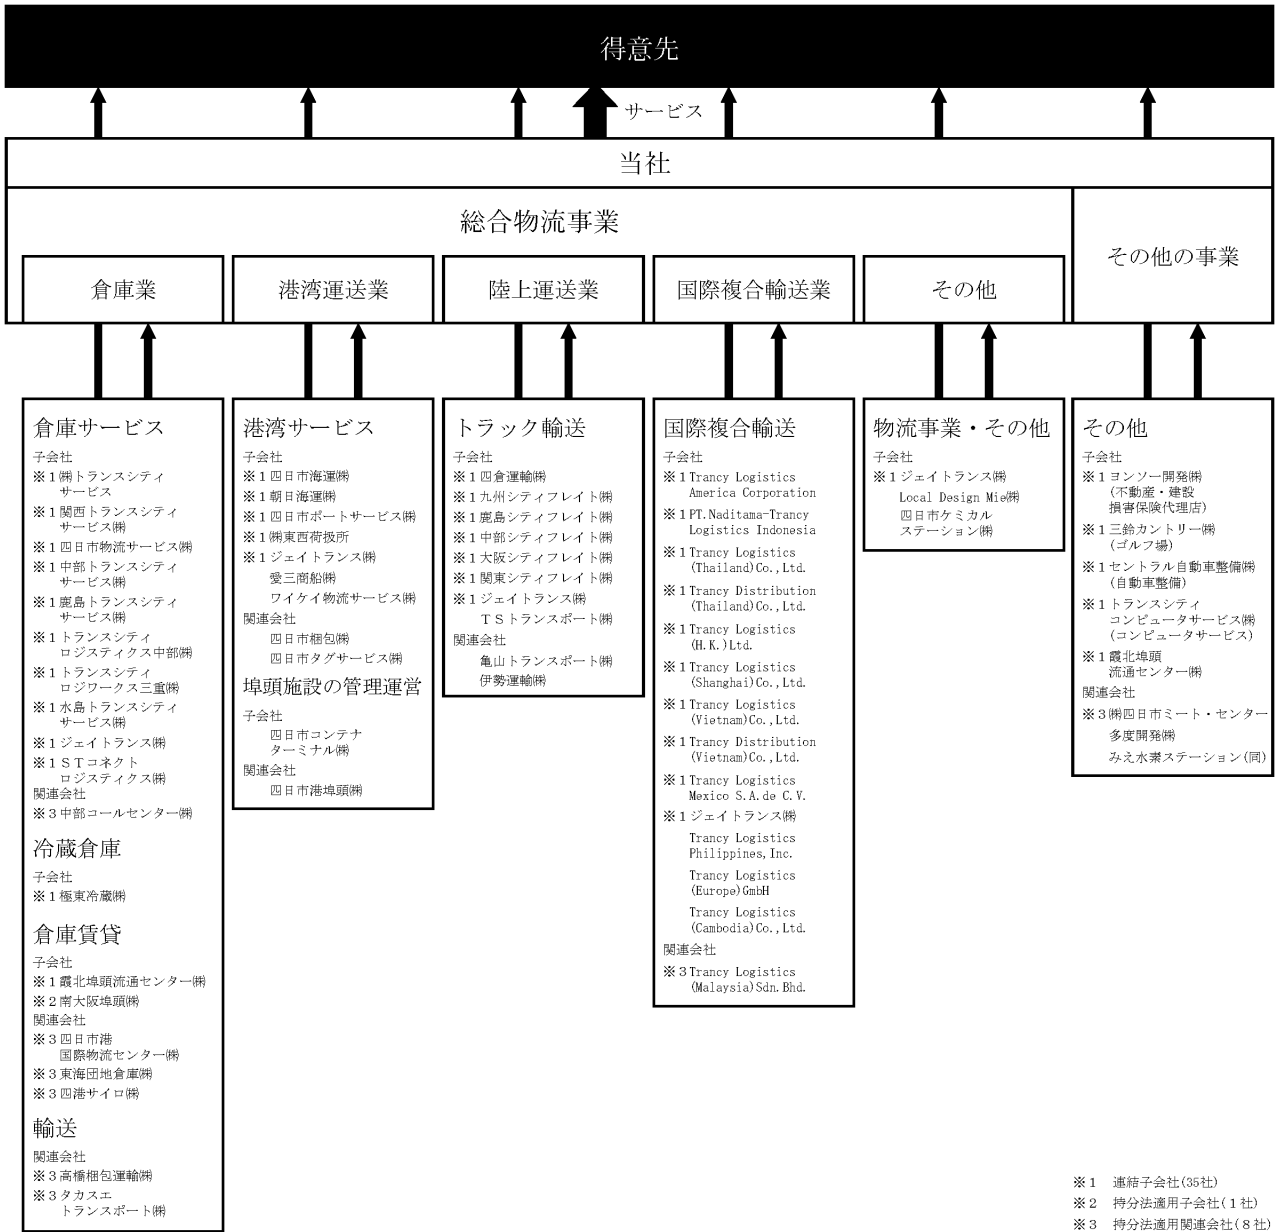 得意先
サービス
当社
総合物流事業
その他の事業
倉庫業
港湾運送業
陸上運送業
国際複合輸送業
その他
倉庫サービス
子会社
※1㈱トランスシティ
サービス
※1関西トランスシティ
サービス㈱
※1四日市物流サービス㈱
※1中部トランスシティ
サービス㈱
※1鹿島トランスシティ
サービス㈱
※1トランスシティ
ロジスティクス中部㈱
※1トランスシティ
ロジワークス三重㈱
※1水島トランスシティ
サービス㈱
※1ジェイトランス㈱
※1STコネクト
ロジスティクス㈱
関連会社
※3中部コールセンター㈱
冷蔵倉庫
子会社
※1極東冷蔵㈱
倉庫賃貸
子会社
※1霞北埠頭流通センター㈱
※2南大阪埠頭㈱
関連会社
※3四日市港
国際物流センター㈱
※3東海団地倉庫㈱
※3四港サイロ㈱
輸送
関連会社
※3高橋梱包運輸㈱
※3タカスエ
トランスポート㈱
港湾サービス
子会社
※1四日市海運㈱
※1朝日海運㈱
※1四日市ポートサービス㈱
※1㈱東西荷扱所
※1ジェイトランス㈱
愛三商船㈱
ワイケイ物流サービス㈱
関連会社
四日市梱包㈱
四日市タグサービス㈱
埠頭施設の管理運営
子会社
四日市コンテナ
ターミナル㈱
関連会社
四日市港埠頭㈱
トラック輸送
子会社
※1四倉運輸㈱
※1九州シティフレイト㈱
※1鹿島シティフレイト㈱
※1中部シティフレイト㈱
※1大阪シティフレイト㈱
※1関東シティフレイト㈱
※1ジェイトランス㈱
TSトランスポート㈱
関連会社
亀山トランスポート㈱
伊勢運輸㈱
国際複合輸送
子会社
※1Trancy Logistics
America Corporation
※1PT.Naditama-Trancy
Logistics Indonesia
※1Trancy Logistics
(Thailand)Co.,Ltd.
※1Trancy Distribution
(Thailand)Co.,Ltd.
※1Trancy Logistics
(H.K.)Ltd.
※1Trancy Logistics
(Shanghai)Co.,Ltd.
※1Trancy Logistics
(Vietnam)Co.,Ltd.
※1Trancy Distribution
(Vietnam)Co.,Ltd.
※1Trancy Logistics
Mexico S.A.de C.V.
※1ジェイトランス㈱
Trancy Logistics
Philippines,Inc.
Trancy Logistics
(Europe)GmbH
Trancy Logistics
(Cambodia)Co.,Ltd.
関連会社
※3Trancy Logistics
(Malaysia)Sdn.Bhd.
物流事業・その他
子会社
※1ジェイトランス㈱
Local Design Mie㈱
四日市ケミカル
ステーション㈱
その他
子会社
※1ヨンソー開発㈱
(不動産・建設
損害保険代理店)
※1三鈴カントリー㈱
(ゴルフ場)
※1セントラル自動車整備㈱
(自動車整備)
※1トランスシティ
コンピュータサービス㈱
(コンピュータサービス)
※1霞北埠頭
流通センター㈱
関連会社
※3㈱四日市ミート・センター
多度開発㈱
みえ水素ステーション(同)
※1 連結子会社(35社)
※2 持分法適用子会社(1社)
※3 持分法適用関連会社(8社)